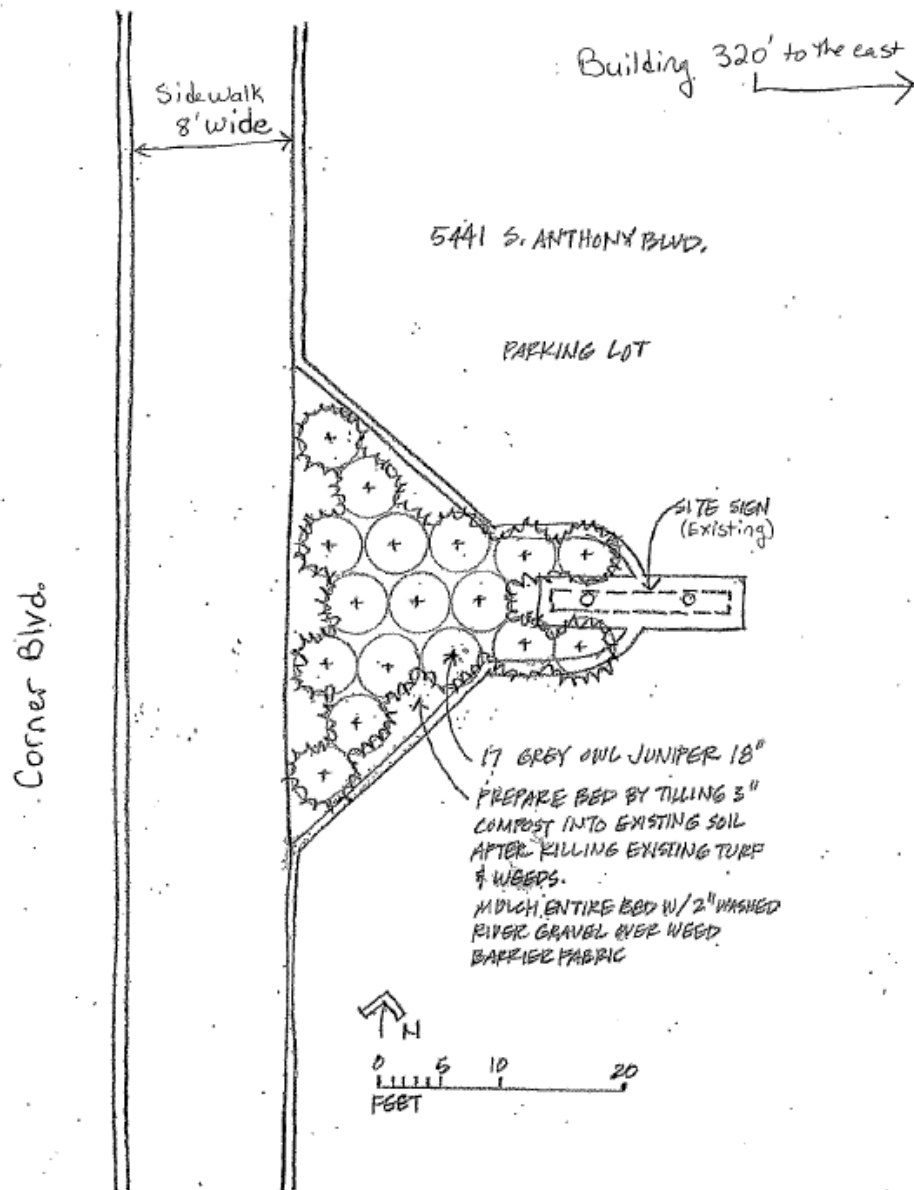 Building 320' to the east
Sidewalk
8' wide
5441 S. ANTHONY BLVD.
PARKING LOT
SITE SIGN
(Existing)
Corner Blvd.
17 GREY OWL JUNIPER 18"
PREPARE BED BY TILLING 3"
COMPOST INTO EXISTING SOIL
AFTER KILLING EXISTING TURF
& WEEDS.
MULCH ENTIRE BED W/ 2" WASHED
RIVER GRAVEL OVER WEED
BARRIER FABRIC
N
0 5 10 20
FEET